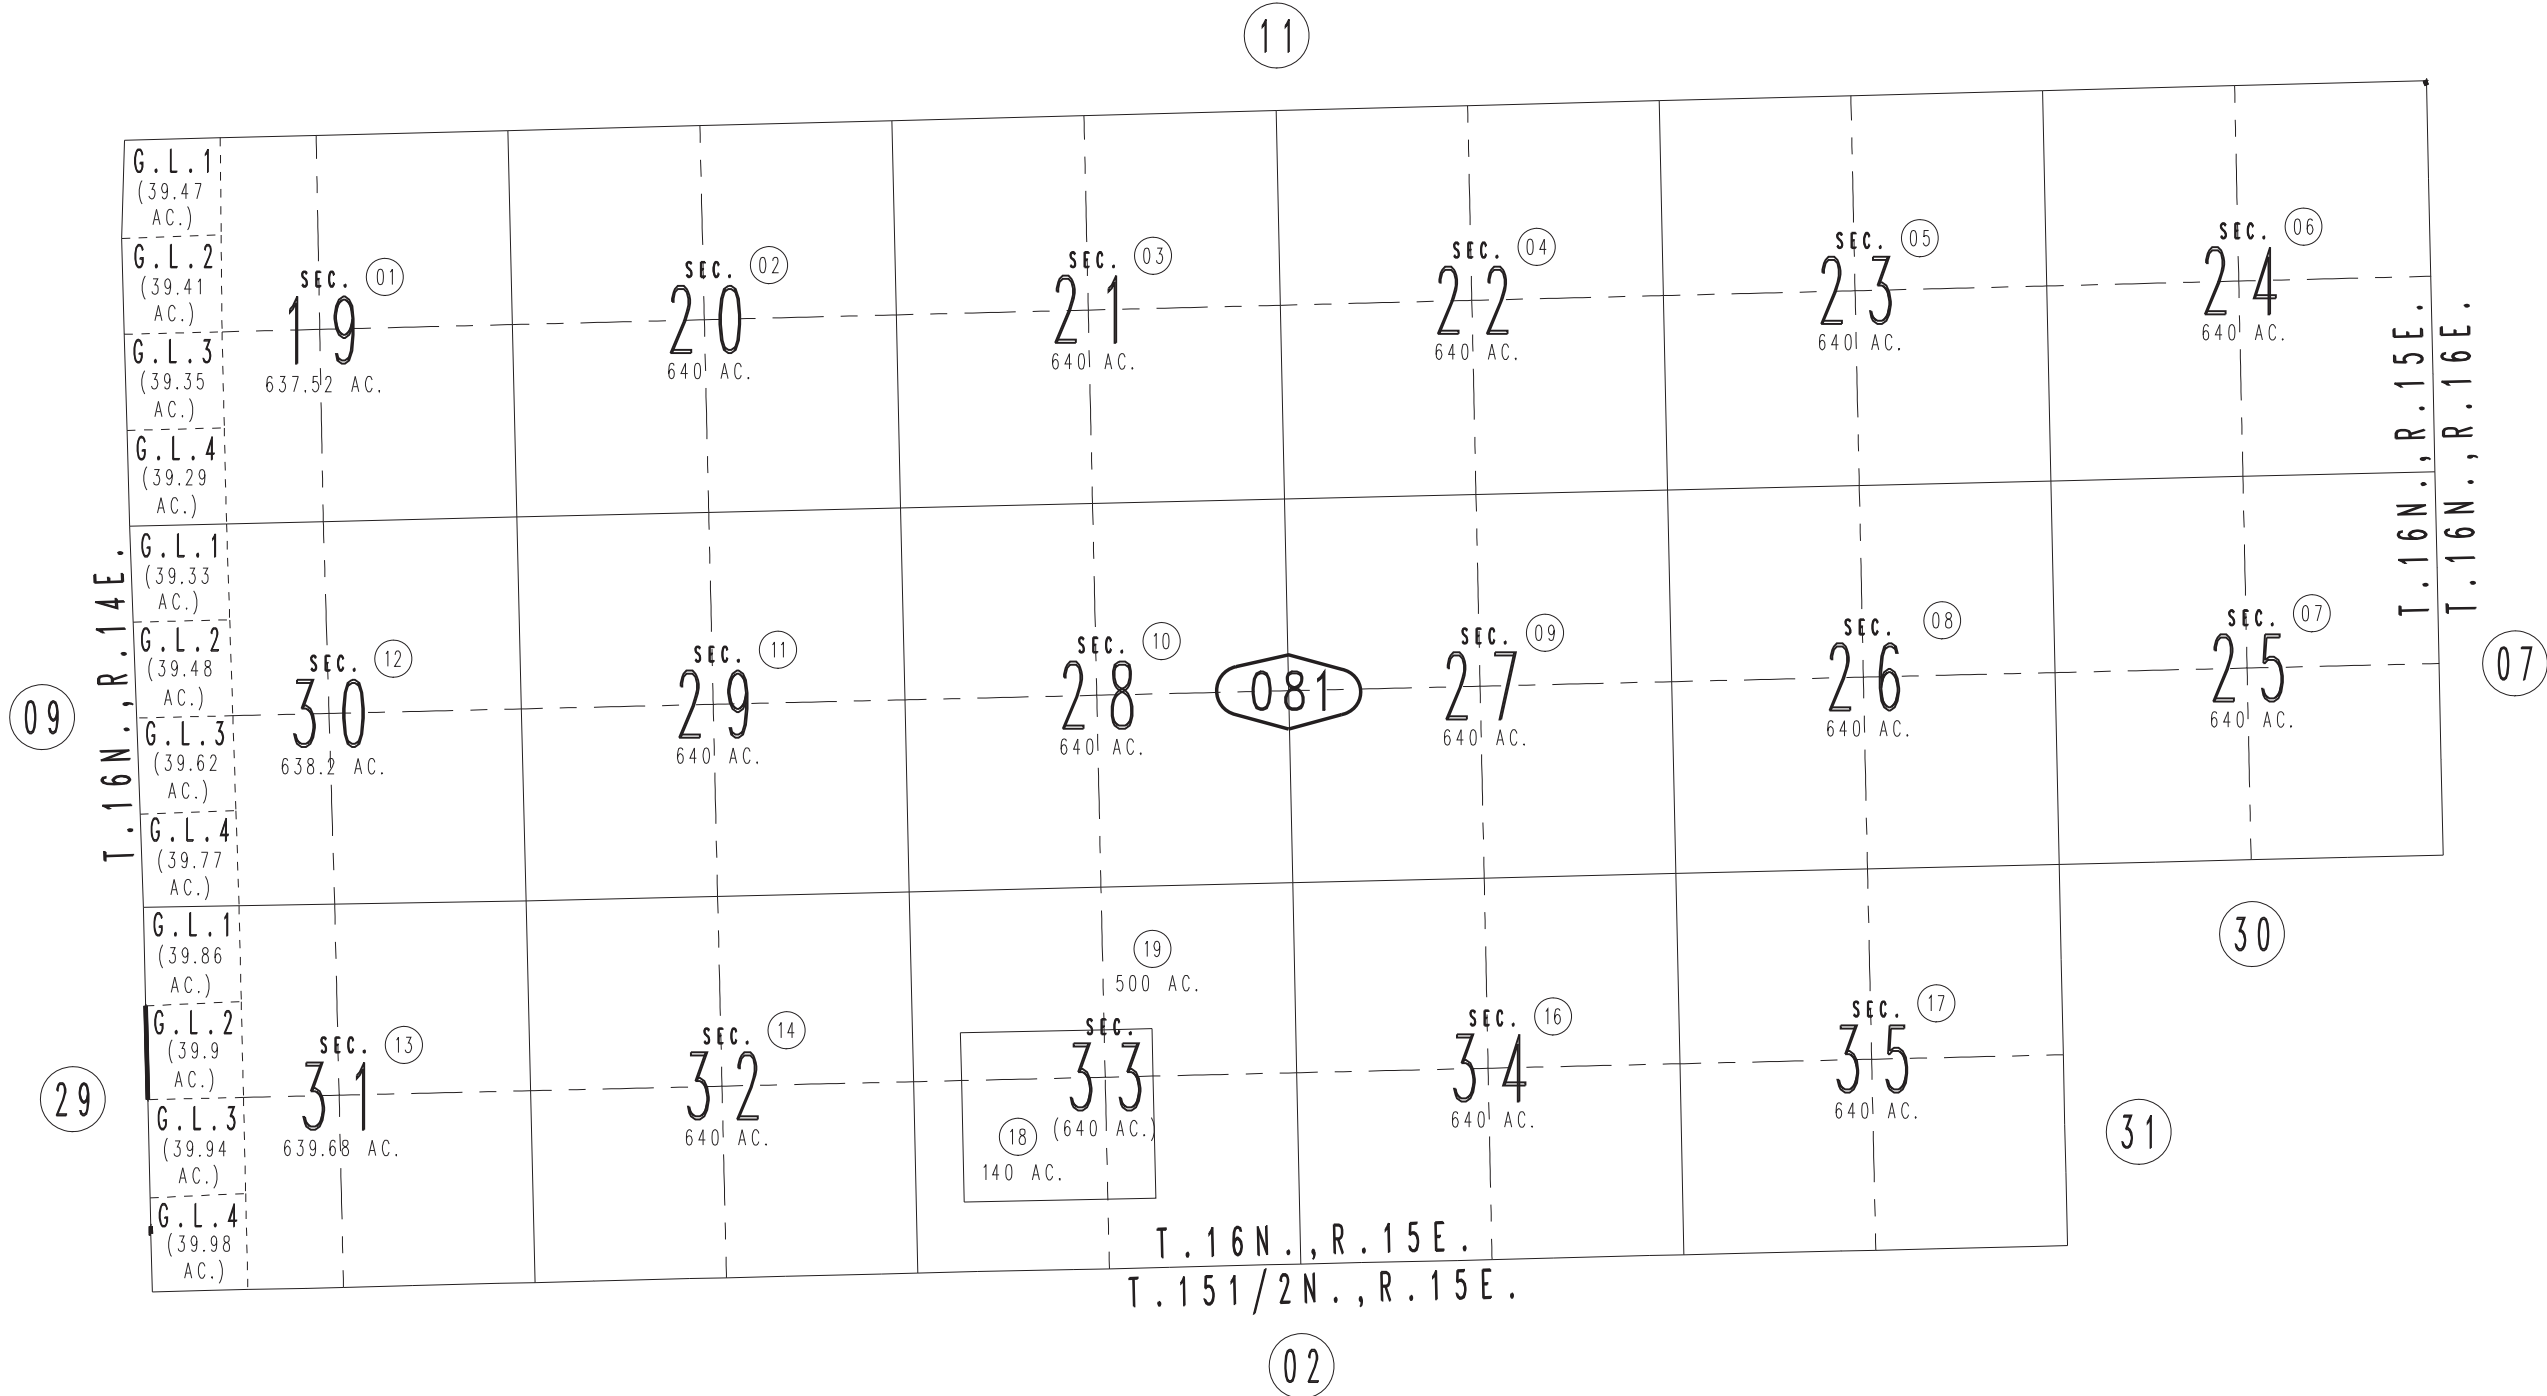 11
G.L.1
(39.47
AC.)
G.L.2
(39.41
AC.)
G.L.3
(39.35
AC.)
G.L.4
(39.29
AC.)
SEC. 01
19
637.52 AC.
SEC. 02
20
640 AC.
SEC. 03
21
640 AC.
SEC. 04
22
640 AC.
SEC. 05
23
640 AC.
SEC. 06
24
640 AC.
T.16N.,R.15E.
T.16N.,R.16E.
T.16N.,R.14E.
09
G.L.1
(39.33
AC.)
G.L.2
(39.48
AC.)
G.L.3
(39.62
AC.)
G.L.4
(39.77
AC.)
SEC. 12
30
638.2 AC.
SEC. 11
29
640 AC.
SEC. 10
28
640 AC.
081
SEC. 09
27
640 AC.
SEC. 08
26
640 AC.
SEC. 07
25
640 AC.
07
29
G.L.1
(39.86
AC.)
G.L.2
(39.9
AC.)
G.L.3
(39.94
AC.)
G.L.4
(39.98
AC.)
SEC. 13
31
639.68 AC.
SEC. 14
32
640 AC.
19
500 AC.
SEC.
33
(640 AC.)
18
140 AC.
SEC. 16
34
640 AC.
SEC. 17
35
640 AC.
30
31
T.16N.,R.15E.
T.151/2N.,R.15E.
02